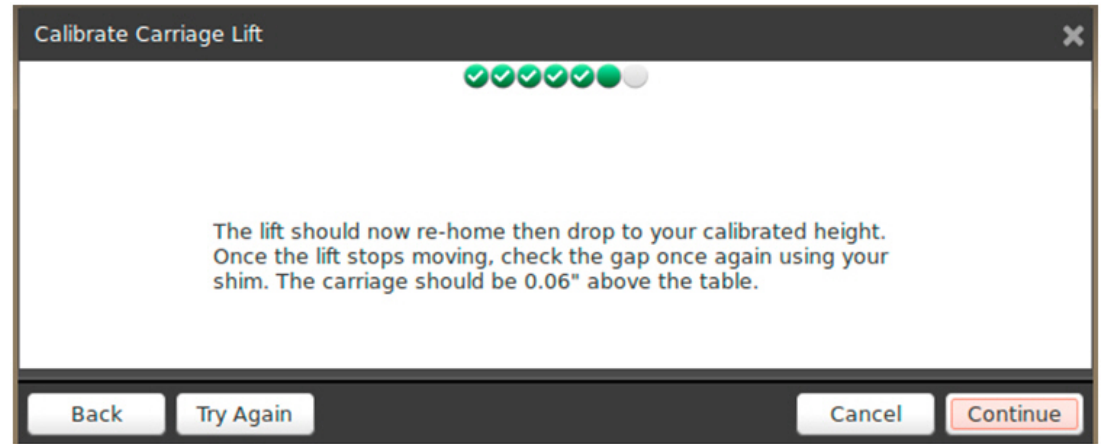 Calibrate Carriage Lift
The lift should now re-home then drop to your calibrated height.
Once the lift stops moving, check the gap once again using your
shim. The carriage should be 0.06" above the table.
Back
Try Again
Cancel
Continue